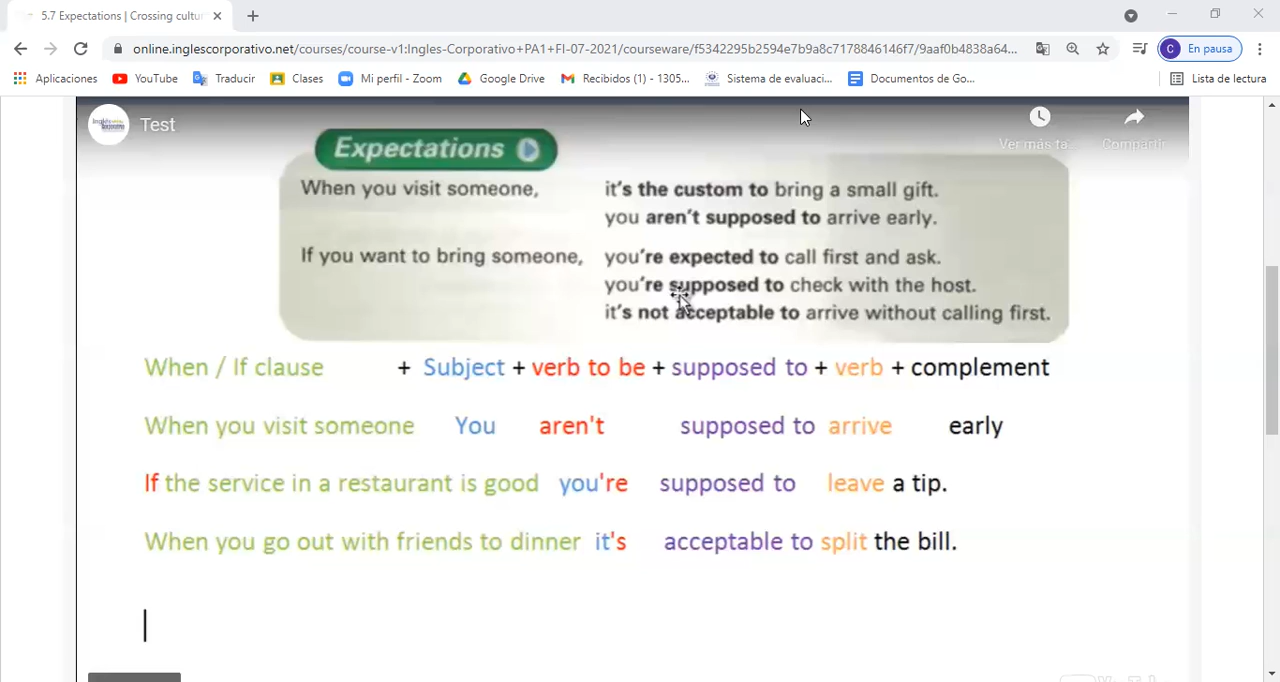 5.7 Expectations | Crossing cultur
online.inglescorporativo.net/courses/course-v1:Ingles-Corporativo+PA1+FI-07-2021/courseware/f5342295b2594e7b9a8c7178846146f7/9aaf0b4838a64...
C En pausa
Aplicaciones YouTube Traducir Clases Mi perfil - Zoom Google Drive Recibidos (1) - 1305... Sistema de evaluaci... Documentos de Go... Lista de lectura
Test
Ver más ta... Compartir
Expectations
When you visit someone, it's the custom to bring a small gift.
you aren't supposed to arrive early.
If you want to bring someone, you're expected to call first and ask.
you're supposed to check with the host.
it's not acceptable to arrive without calling first.
When / If clause + Subject + verb to be + supposed to + verb + complement
When you visit someone You aren't supposed to arrive early
If the service in a restaurant is good you're supposed to leave a tip.
When you go out with friends to dinner it's acceptable to split the bill.